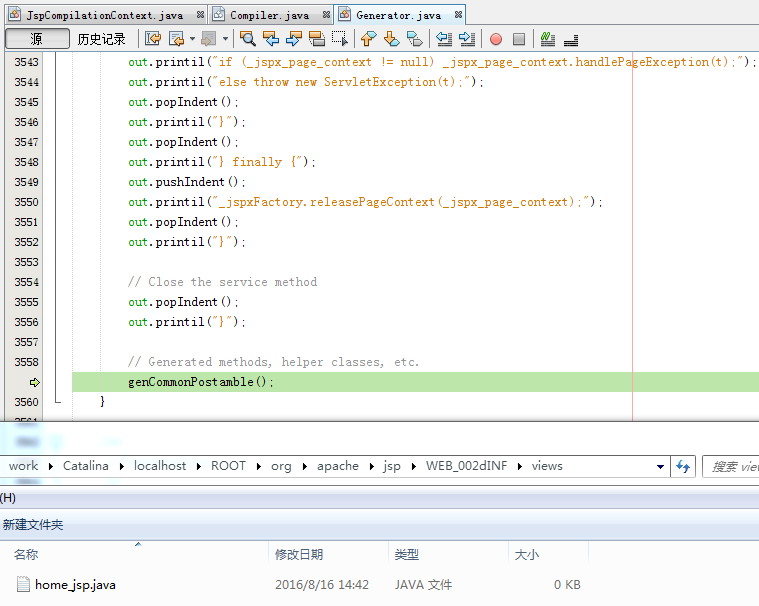 JspCompilationContext.java Compiler.java Generator.java
源 历史记录
3543 out.printil("if (_jspx_page_context != null) _jspx_page_context.handlePageException(t);");
3544 out.printil("else throw new ServletException(t);");
3545 out.popIndent();
3546 out.printil("}");
3547 out.popIndent();
3548 out.printil("} finally {");
3549 out.pushIndent();
3550 out.printil("_jspxFactory.releasePageContext(_jspx_page_context);");
3551 out.popIndent();
3552 out.printil("}");
3553
3554 // Close the service method
3555 out.popIndent();
3556 out.printil("}");
3557
3558 // Generated methods, helper classes, etc.
genCommonPostamble();
3560 }
work Catalina localhost ROOT org apache jsp WEB_002dINF views 搜索 view
(H)
新建文件夹
名称 修改日期 类型 大小
home_jsp.java 2016/8/16 14:42 JAVA 文件 0 KB